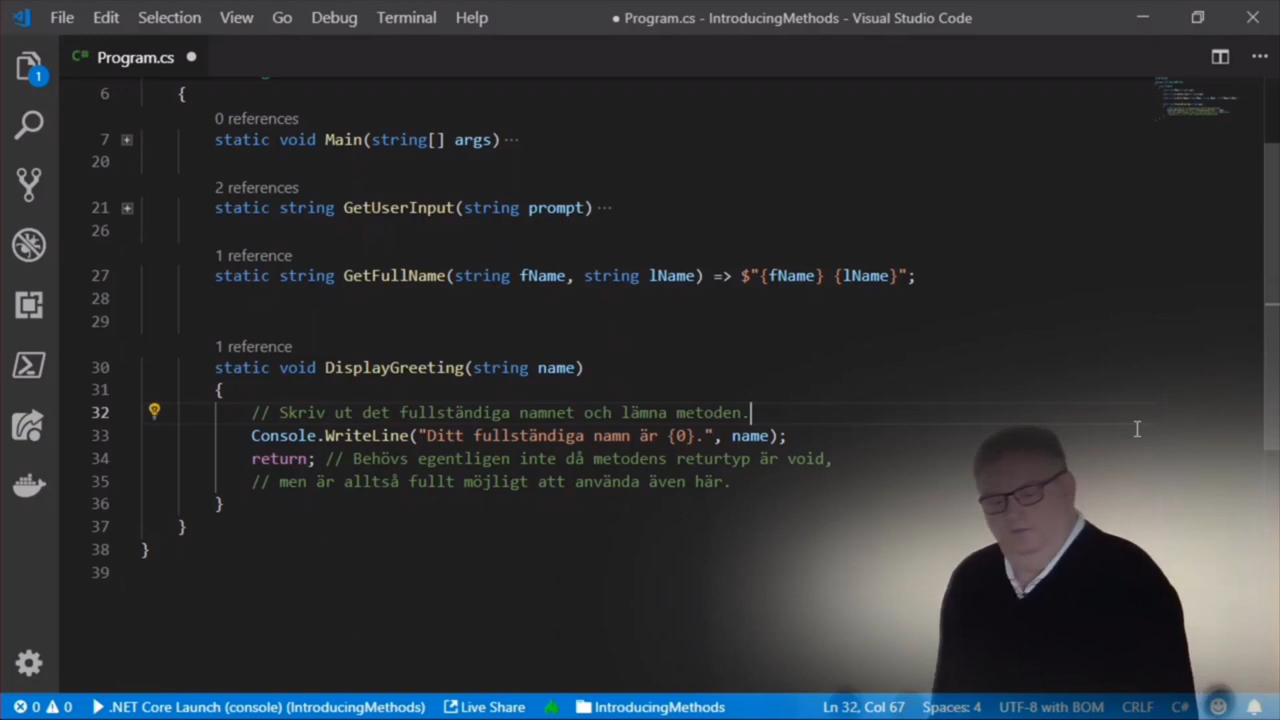 File Edit Selection View Go Debug Terminal Help ● Program.cs - IntroducingMethods - Visual Studio Code
C# Program.cs ●
1
6 {
0 references
7 static void Main(string[] args)···
20
2 references
21 static string GetUserInput(string prompt)···
26
1 reference
27 static string GetFullName(string fName, string lName) => $"{fName} {lName}";
28
29
1 reference
30 static void DisplayGreeting(string name)
31 {
32 // Skriv ut det fullständiga namnet och lämna metoden.
33 Console.WriteLine("Ditt fullständiga namn är {0}.", name);
34 return; // Behövs egentligen inte då metodens returtyp är void,
35 // men är alltså fullt möjligt att använda även här.
36 }
37 }
38 }
39
0 0 .NET Core Launch (console) (IntroducingMethods) Live Share IntroducingMethods Ln 32, Col 67 Spaces: 4 UTF-8 with BOM CRLF C#